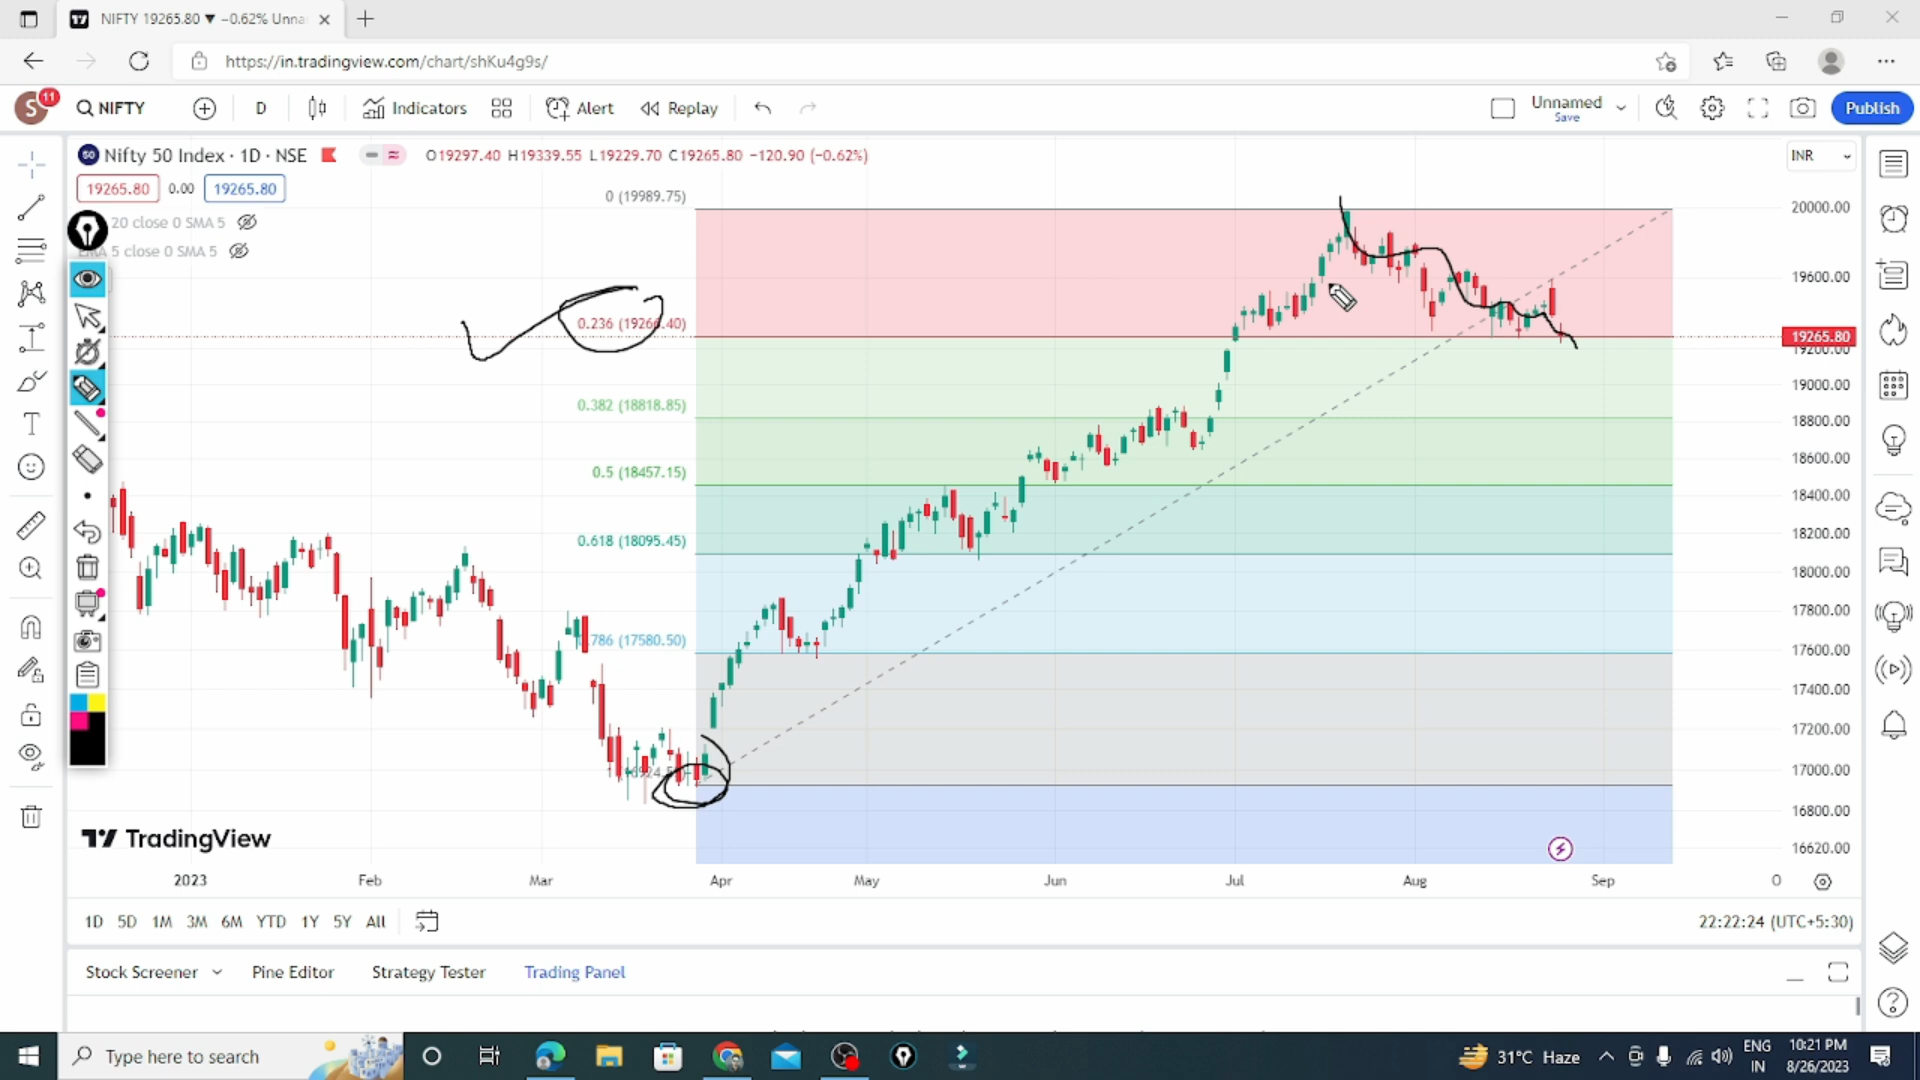 NIFTY 19265.80 ▼ −0.62% Unna
https://in.tradingview.com/chart/shKu4g9s/
S 11 NIFTY D Indicators Alert Replay Unnamed Save Publish
50 Nifty 50 Index · 1D · NSE O19297.40 H19339.55 L19229.70 C19265.80 −120.90 (−0.62%) INR
19265.80 0.00 19265.80
20 close 0 SMA 5
5 close 0 SMA 5
0 (19989.75)
0.236 (19266.40)
0.382 (18818.85)
0.5 (18457.15)
0.618 (18095.45)
786 (17580.50)
20000.00
19600.00
19265.80
19200.00
19000.00
18800.00
18600.00
18400.00
18200.00
18000.00
17800.00
17600.00
17400.00
17200.00
17000.00
16800.00
16620.00
TradingView
2023 Feb Mar Apr May Jun Jul Aug Sep
1D 5D 1M 3M 6M YTD 1Y 5Y All 22:22:24 (UTC+5:30)
Stock Screener Pine Editor Strategy Tester Trading Panel
Type here to search 31°C Haze ENG IN 10:21 PM 8/26/2023